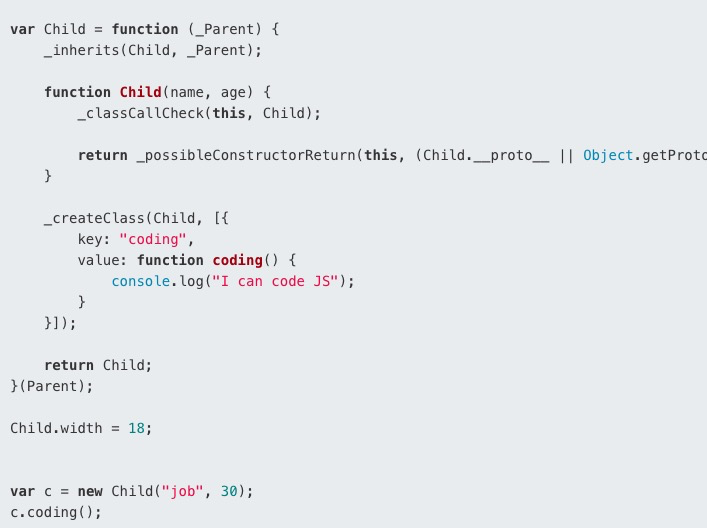 var Child = function (_Parent) {
    _inherits(Child, _Parent);
    function Child(name, age) {
        _classCallCheck(this, Child);
        return _possibleConstructorReturn(this, (Child.__proto__ || Object.getProto
    }
    _createClass(Child, [{
        key: "coding",
        value: function coding() {
            console.log("I can code JS");
        }
    }]);
    return Child;
}(Parent);
Child.width = 18;
var c = new Child("job", 30);
c.coding();